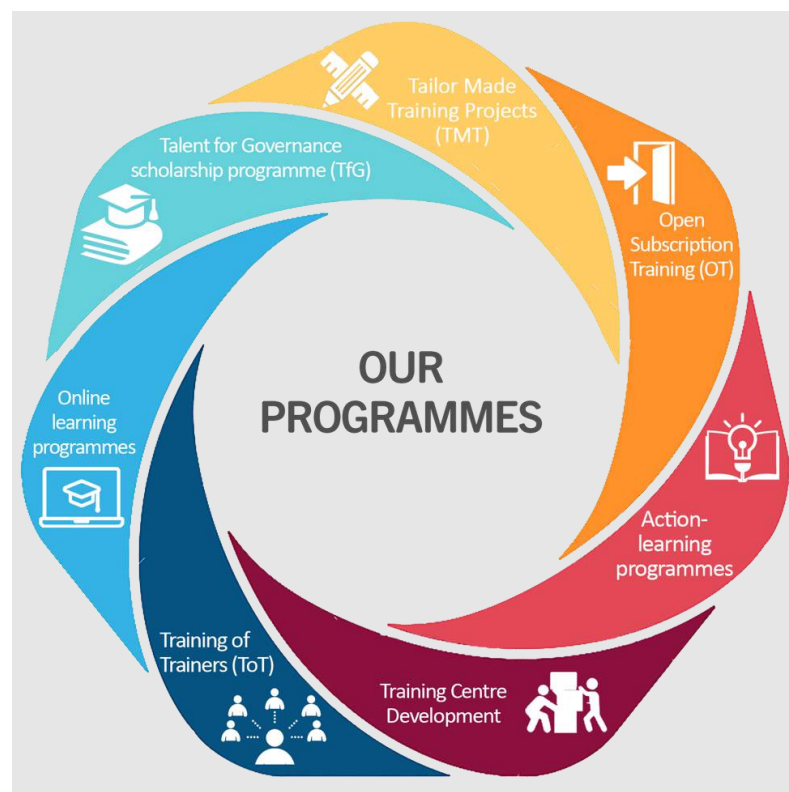 OUR
PROGRAMMES
Tailor Made
Training Projects
(TMT)
Open
Subscription
Training (OT)
Action-
learning
programmes
Training Centre
Development
Training of
Trainers (ToT)
Online
learning
programmes
Talent for Governance
scholarship programme (TfG)